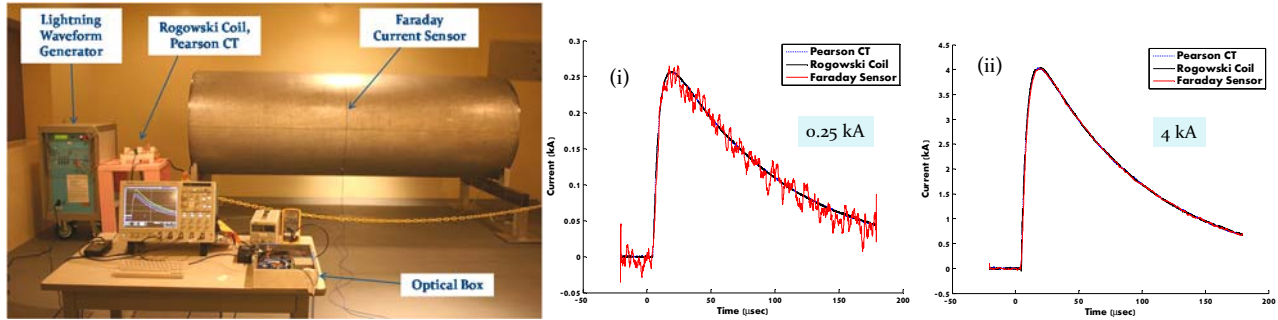 Lightning
Waveform
Generator
Rogowski Coil,
Pearson CT
Faraday
Current Sensor
Optical Box
(i)
Pearson CT
Rogowski Coil
Faraday Sensor
0.25 kA
Current (kA)
0.3
0.25
0.2
0.15
0.1
0.05
0
-0.05
-50
0
50
100
150
200
Time (μsec)
(ii)
Pearson CT
Rogowski Coil
Faraday Sensor
4 kA
Current (kA)
4.5
4
3.5
3
2.5
2
1.5
1
0.5
0
-0.5
-50
0
50
100
150
200
Time (μsec)